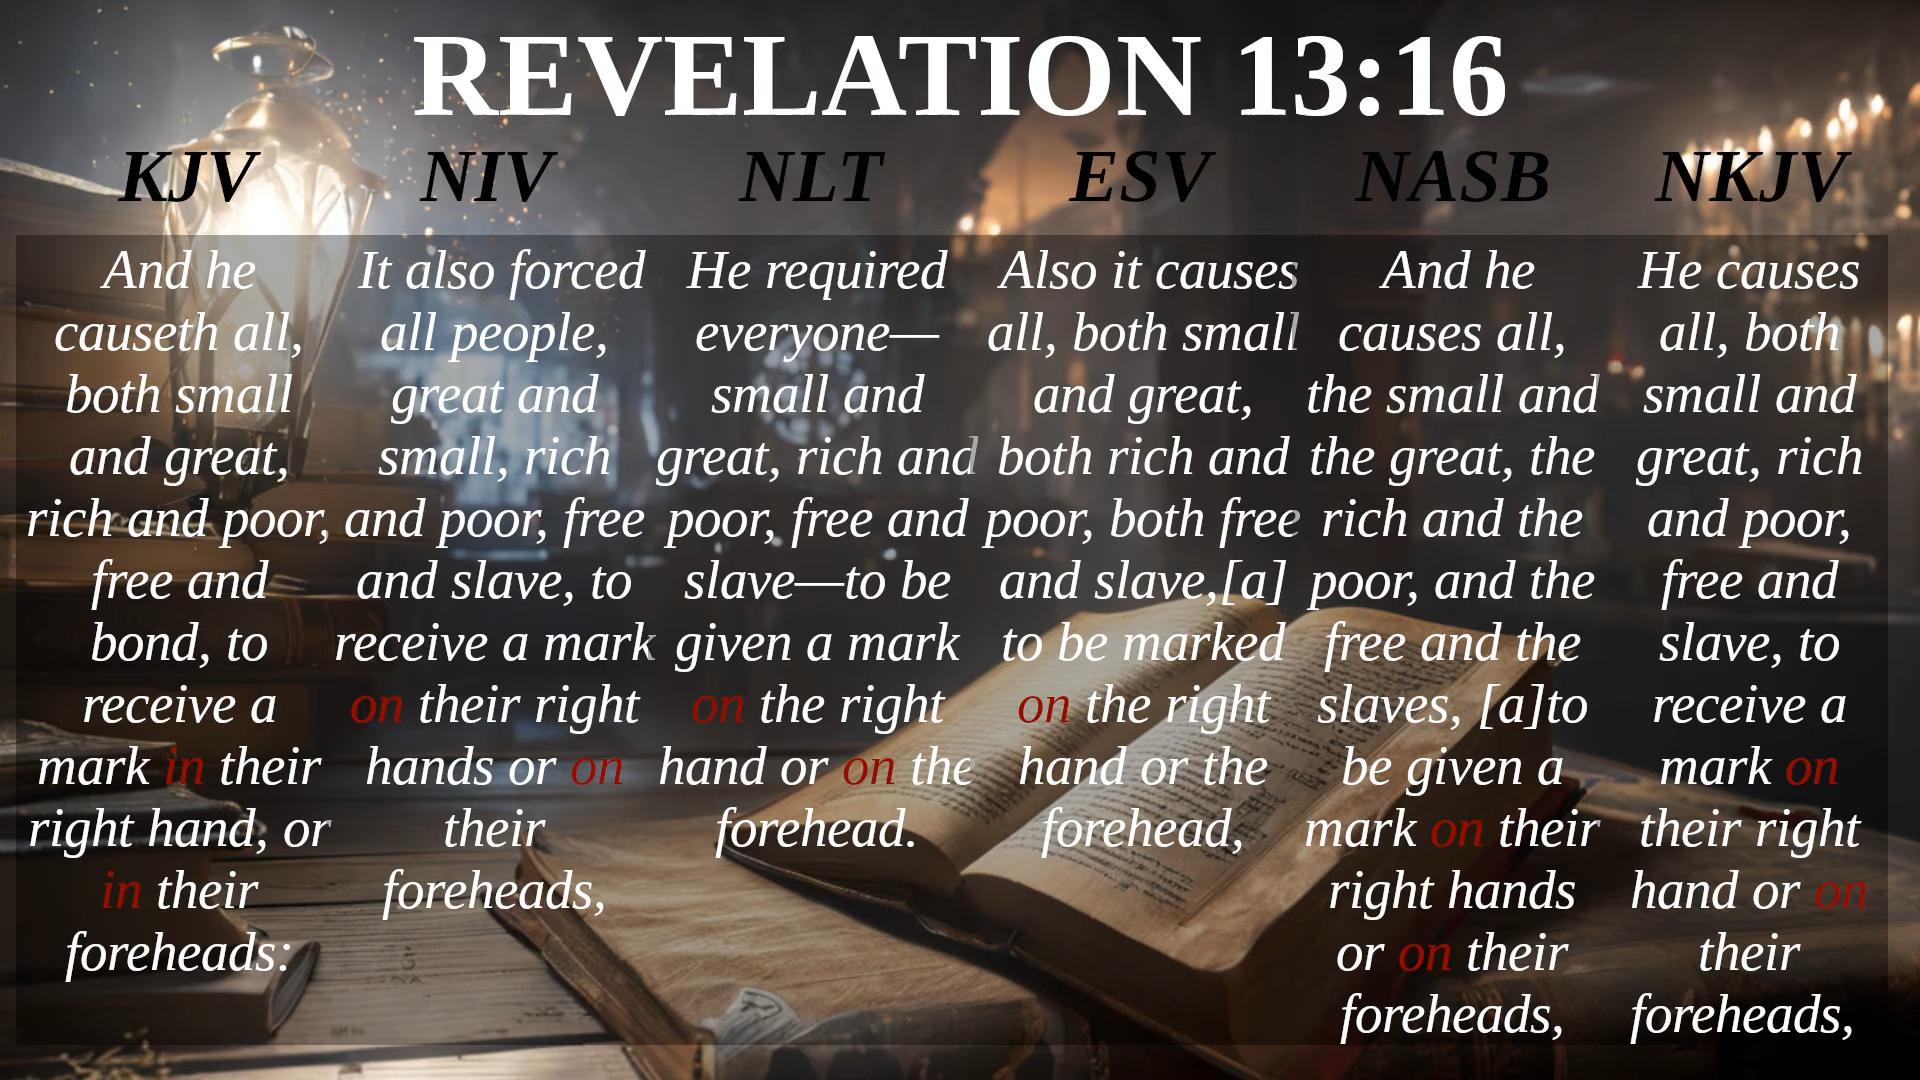 REVELATION 13:16
KJV
And he
causeth all,
both small
and great,
rich and poor,
free and
bond, to
receive a
mark in their
right hand, or
in their
foreheads:
NIV
It also forced
all people,
great and
small, rich
and poor, free
and slave, to
receive a mark
on their right
hands or on
their
foreheads,
NLT
He required
everyone—
small and
great, rich and
poor, free and
slave—to be
given a mark
on the right
hand or on the
forehead.
ESV
Also it causes
all, both small
and great,
both rich and
poor, both free
and slave,[a]
to be marked
on the right
hand or the
forehead,
NASB
And he
causes all,
the small and
the great, the
rich and the
poor, and the
free and the
slaves, [a]to
be given a
mark on their
right hands
or on their
foreheads,
NKJV
He causes
all, both
small and
great, rich
and poor,
free and
slave, to
receive a
mark on
their right
hand or on
their
foreheads,